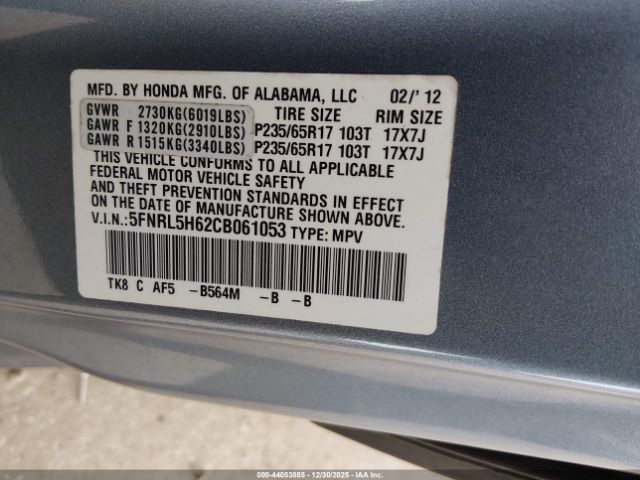 MFD. BY HONDA MFG. OF ALABAMA, LLC 02/' 12
GVWR 2730KG(6019LBS) TIRE SIZE RIM SIZE
GAWR F 1320KG(2910LBS) P235/65R17 103T 17X7J
GAWR R 1515KG(3340LBS) P235/65R17 103T 17X7J
THIS VEHICLE CONFORMS TO ALL APPLICABLE
FEDERAL MOTOR VEHICLE SAFETY
AND THEFT PREVENTION STANDARDS IN EFFECT
ON THE DATE OF MANUFACTURE SHOWN ABOVE.
V.I.N.:5FNRL5H62CB061053 TYPE: MPV
TK8 C AF5 -B564M -B -B
000-44053885 - 12/30/2025 - IAA, Inc.